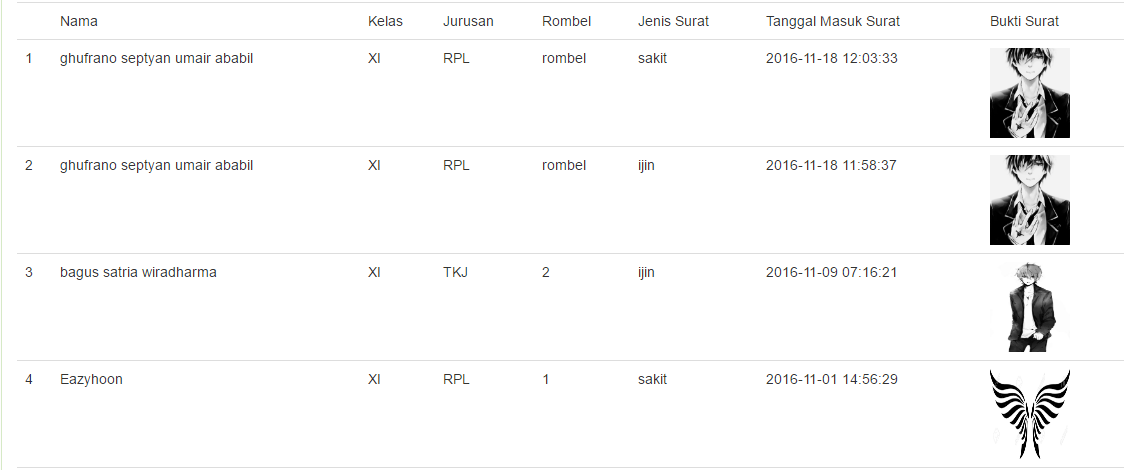 Nama Kelas Jurusan Rombel Jenis Surat Tanggal Masuk Surat Bukti Surat
1 ghufrano septyan umair ababil XI RPL rombel sakit 2016-11-18 12:03:33
2 ghufrano septyan umair ababil XI RPL rombel ijin 2016-11-18 11:58:37
3 bagus satria wiradharma XI TKJ 2 ijin 2016-11-09 07:16:21
4 Eazyhoon XI RPL 1 sakit 2016-11-01 14:56:29